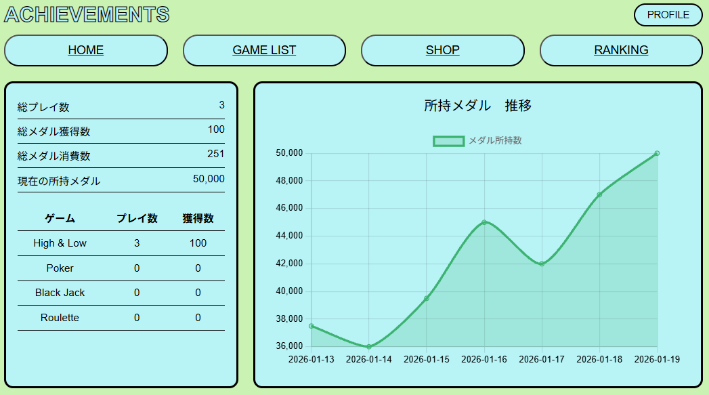 ACHIEVEMENTS
PROFILE
HOME
GAME LIST
SHOP
RANKING
総プレイ数 3
総メダル獲得数 100
総メダル消費数 251
現在の所持メダル 50,000
ゲーム プレイ数 獲得数
High & Low 3 100
Poker 0 0
Black Jack 0 0
Roulette 0 0
所持メダル　推移
メダル所持数
50,000
48,000
46,000
44,000
42,000
40,000
38,000
36,000
2026-01-13 2026-01-14 2026-01-15 2026-01-16 2026-01-17 2026-01-18 2026-01-19